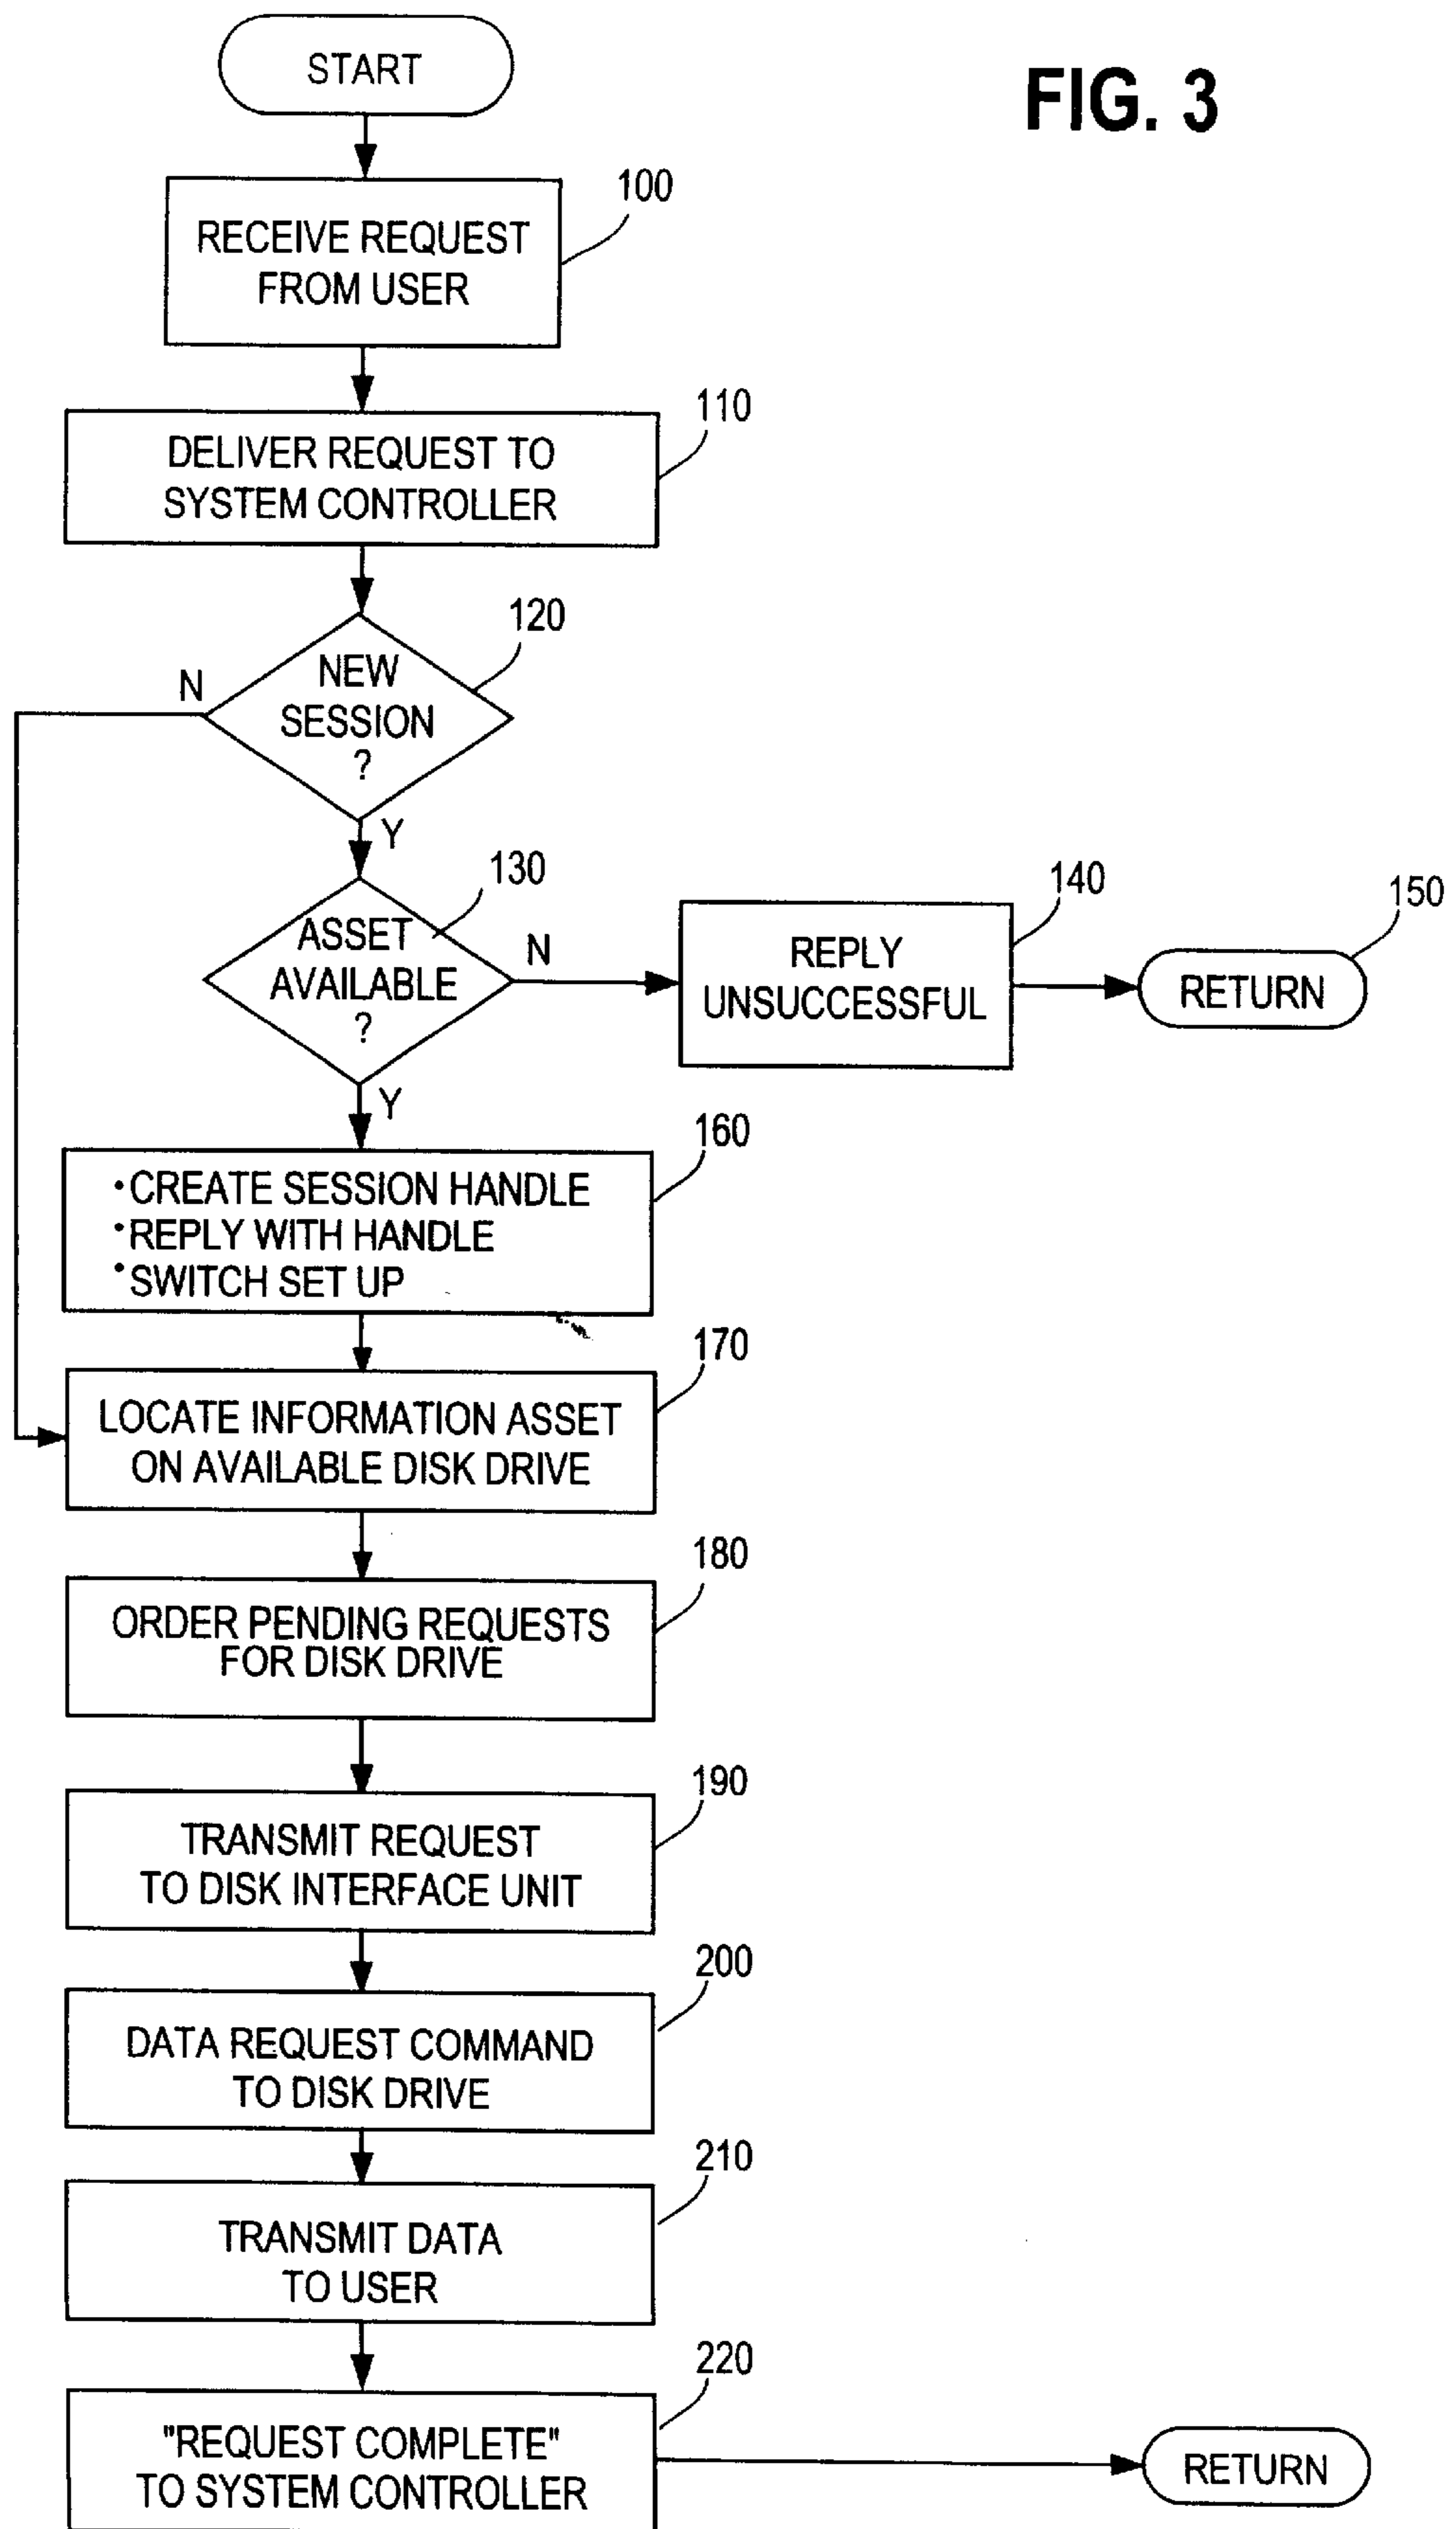 START
FIG. 3
100
RECEIVE REQUEST
FROM USER
110
DELIVER REQUEST TO
SYSTEM CONTROLLER
120
NEW
SESSION
?
N
Y
130
ASSET
AVAILABLE
?
N
140
REPLY
UNSUCCESSFUL
150
RETURN
Y
160
•CREATE SESSION HANDLE
•REPLY WITH HANDLE
•SWITCH SET UP
170
LOCATE INFORMATION ASSET
ON AVAILABLE DISK DRIVE
180
ORDER PENDING REQUESTS
FOR DISK DRIVE
190
TRANSMIT REQUEST
TO DISK INTERFACE UNIT
200
DATA REQUEST COMMAND
TO DISK DRIVE
210
TRANSMIT DATA
TO USER
220
"REQUEST COMPLETE"
TO SYSTEM CONTROLLER
RETURN